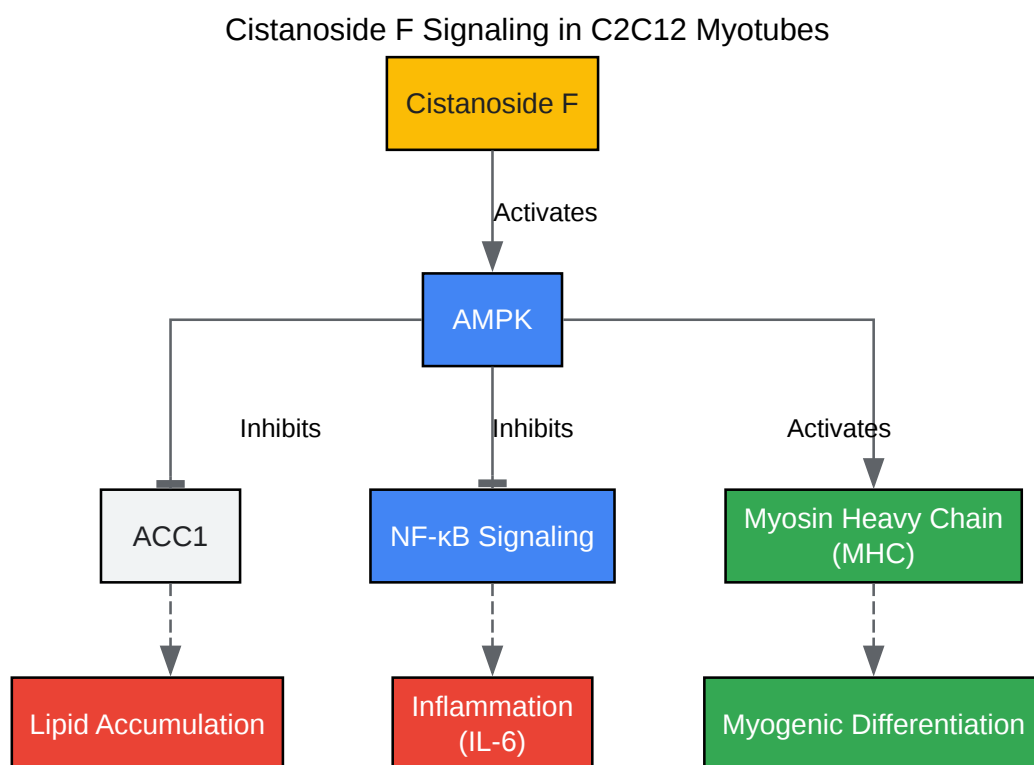 Cistanoside F Signaling in C2C12 Myotubes
Cistanoside F
Activates
AMPK
Inhibits
Inhibits
Activates
ACC1
NF-κB Signaling
Myosin Heavy Chain
(MHC)
Lipid Accumulation
Inflammation
(IL-6)
Myogenic Differentiation